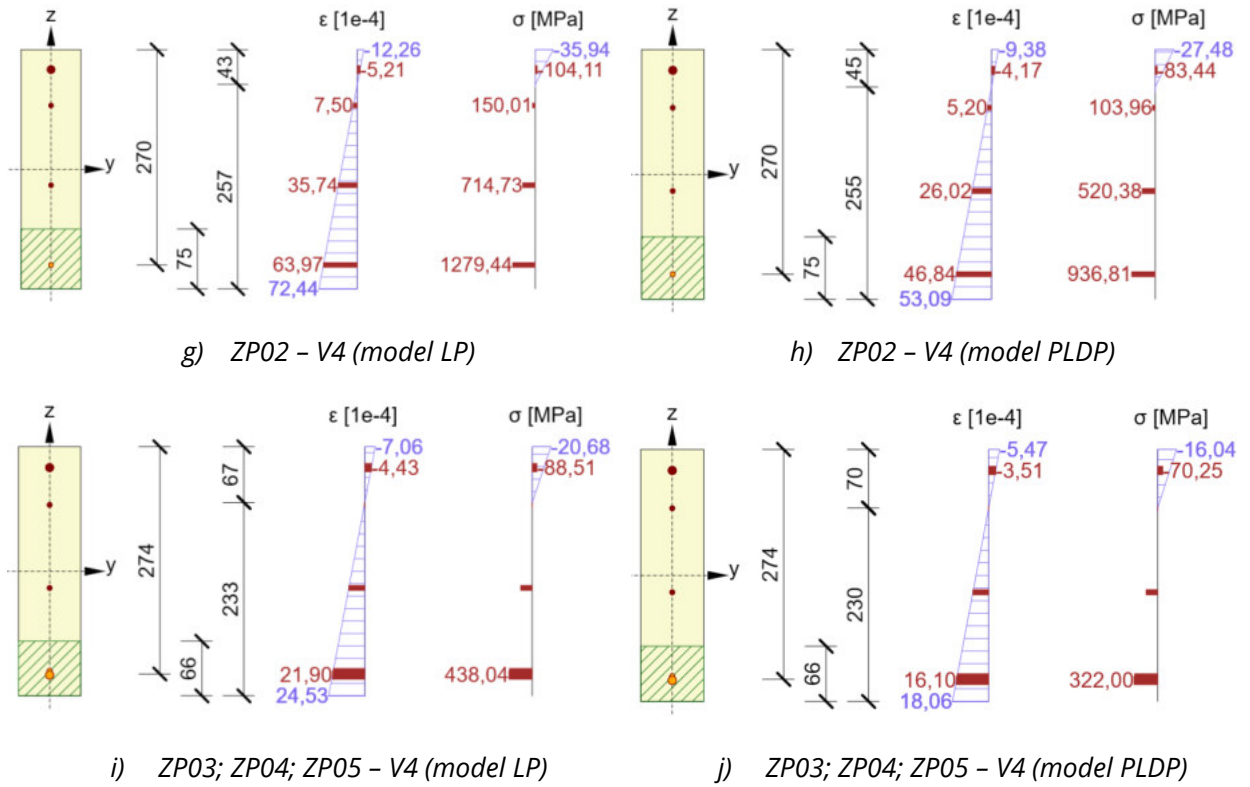 z ε [1e-4] σ [MPa]
-12,26 -35,94
43 -5,21 -104,11
7,50 150,01
270 y
257 35,74 714,73
75 63,97 1279,44
72,44
z ε [1e-4] σ [MPa]
-9,38 -27,48
45 -4,17 -83,44
5,20 103,96
270 y
255 26,02 520,38
75 46,84 936,81
53,09
g) ZP02 – V4 (model LP)
h) ZP02 – V4 (model PLDP)
z ε [1e-4] σ [MPa]
-7,06 -20,68
67 -4,43 -88,51
274 y
233
66 21,90 438,04
24,53
z ε [1e-4] σ [MPa]
-5,47 -16,04
70 -3,51 -70,25
274 y
230
66 16,10 322,00
18,06
i) ZP03; ZP04; ZP05 – V4 (model LP)
j) ZP03; ZP04; ZP05 – V4 (model PLDP)